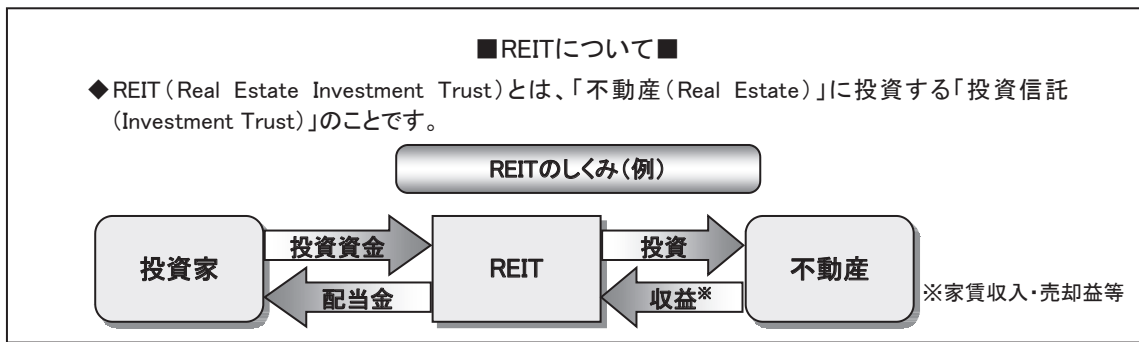 ■REITについて■
◆REIT(Real Estate Investment Trust)とは、「不動産(Real Estate)」に投資する「投資信託
(Investment Trust)」のことです。
REITのしくみ(例)
投資家
投資資金
配当金
REIT
投資
収益※
不動産
※家賃収入・売却益等